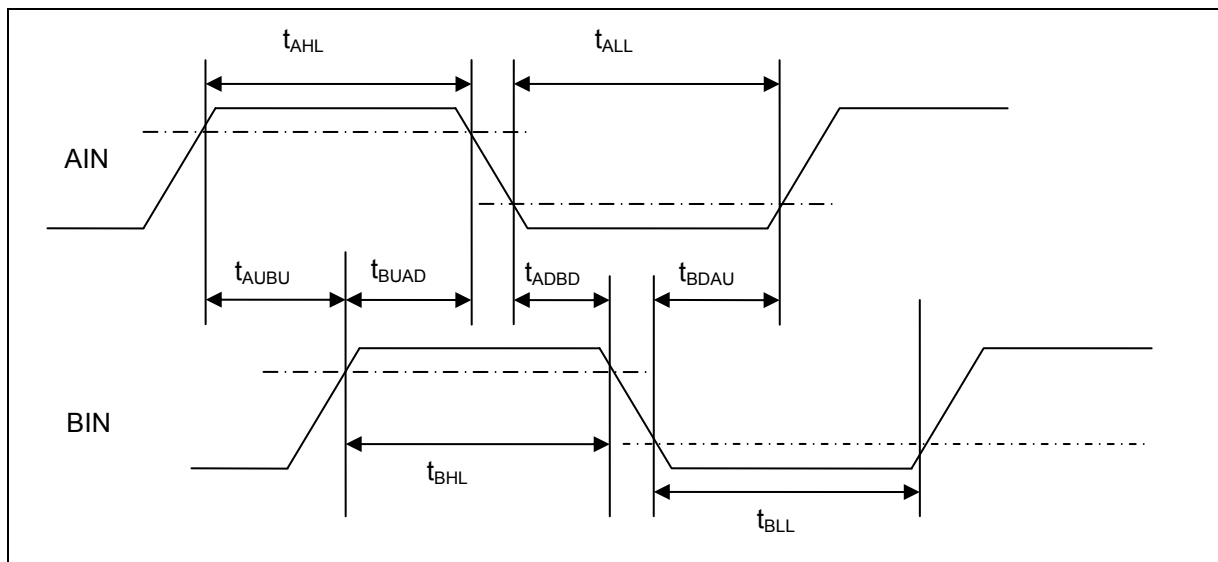 tAHL tALL
AIN
tAUBU tBUAD tADBD tBDAU
BIN
tBHL
tBLL